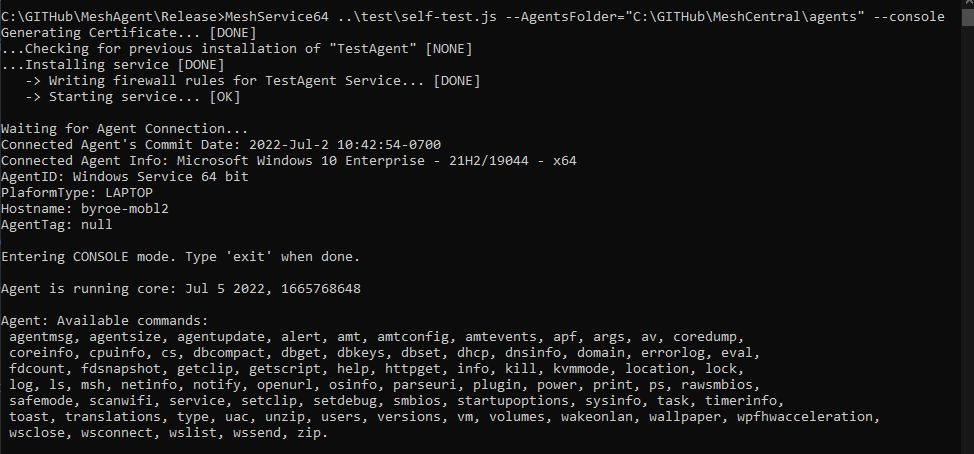 C:\GITHub\MeshAgent\Release>MeshService64 ..\test\self-test.js --AgentsFolder="C:\GITHub\MeshCentral\agents" --console
Generating Certificate... [DONE]
...Checking for previous installation of "TestAgent" [NONE]
...Installing service [DONE]
   -> Writing firewall rules for TestAgent Service... [DONE]
   -> Starting service... [OK]

Waiting for Agent Connection...
Connected Agent's Commit Date: 2022-Jul-2 10:42:54-0700
Connected Agent Info: Microsoft Windows 10 Enterprise - 21H2/19044 - x64
AgentID: Windows Service 64 bit
PlaformType: LAPTOP
Hostname: byroe-mobl2
AgentTag: null

Entering CONSOLE mode. Type 'exit' when done.

Agent is running core: Jul 5 2022, 1665768648

Agent: Available commands:
 agentmsg, agentsize, agentupdate, alert, amt, amtconfig, amtevents, apf, args, av, coredump,
 coreinfo, cpuinfo, cs, dbcompact, dbget, dbkeys, dbset, dhcp, dnsinfo, domain, errorlog, eval,
 fdcount, fdsnapshot, getclip, getscript, help, httpget, info, kill, kvmmode, location, lock,
 log, ls, msh, netinfo, notify, openurl, osinfo, parseuri, plugin, power, print, ps, rawsmbios,
 safemode, scanwifi, service, setclip, setdebug, smbios, startupoptions, sysinfo, task, timerinfo,
 toast, translations, type, uac, unzip, users, versions, vm, volumes, wakeonlan, wallpaper, wpfhwacceleration,
 wsclose, wsconnect, wslist, wssend, zip.